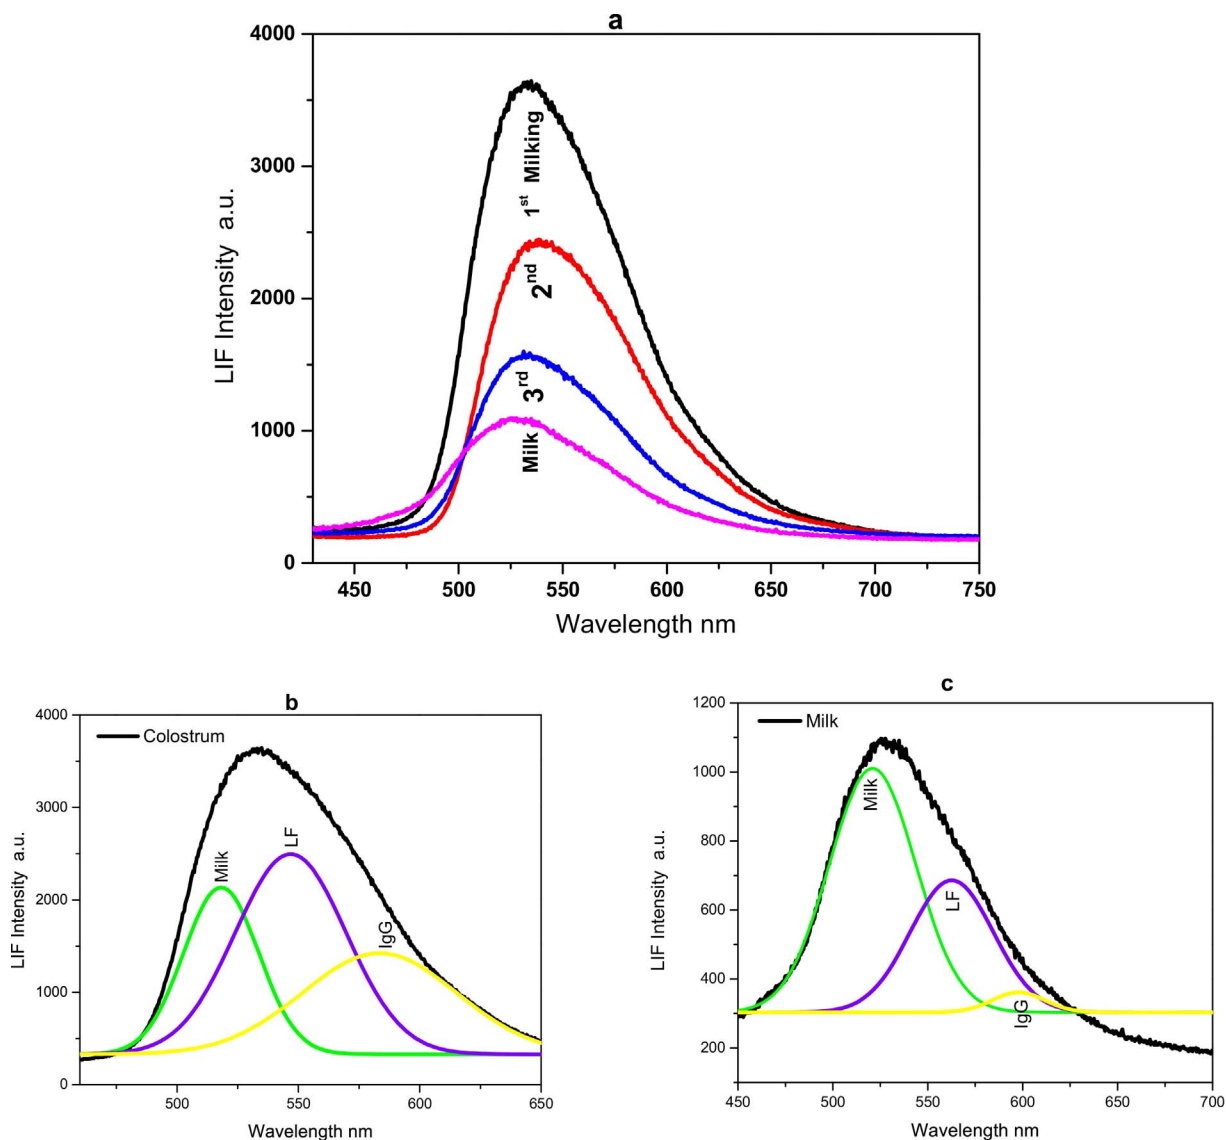 a
4000
3000
2000
1000
0
LIF Intensity a.u.
1st Milking
2nd
3rd
Milk
450 500 550 600 650 700 750
Wavelength nm
b
Colostrum
4000
3000
2000
1000
0
LIF Intensity a.u.
Milk
LF
IgG
500 550 600 650
Wavelength nm
c
Milk
1200
1000
800
600
400
200
LIF Intensity a.u.
Milk
LF
IgG
450 500 550 600 650 700
Wavelength nm